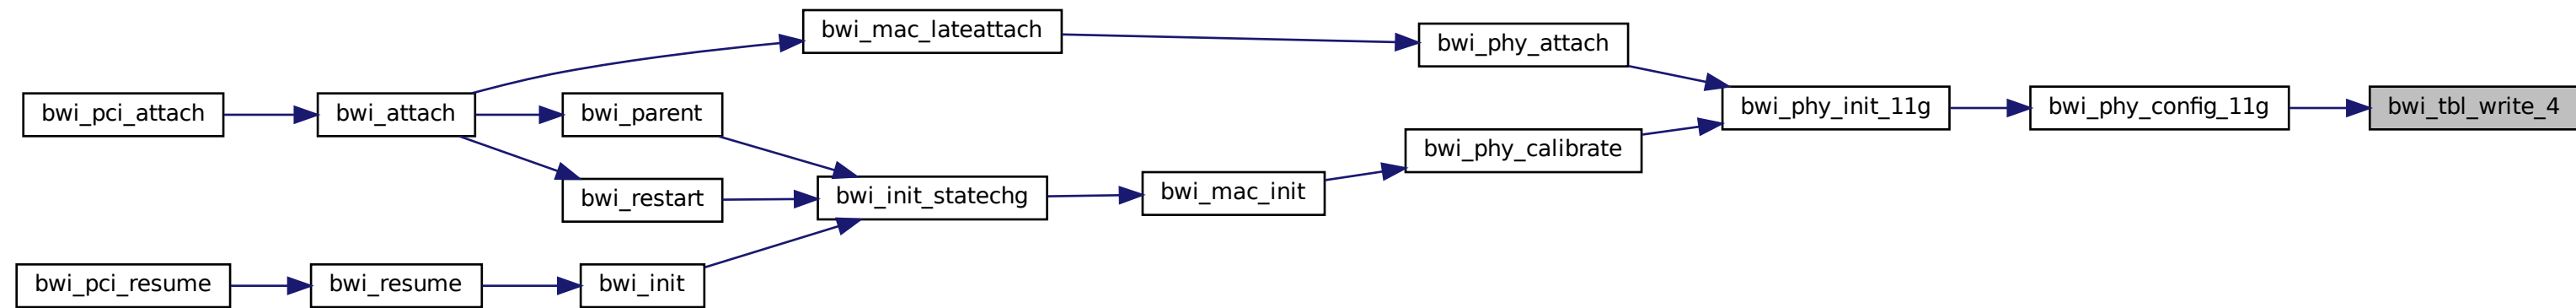 bwi_mac_lateattach
bwi_phy_attach
bwi_pci_attach
bwi_attach
bwi_parent
bwi_phy_init_11g
bwi_phy_config_11g
bwi_tbl_write_4
bwi_phy_calibrate
bwi_restart
bwi_init_statechg
bwi_mac_init
bwi_pci_resume
bwi_resume
bwi_init